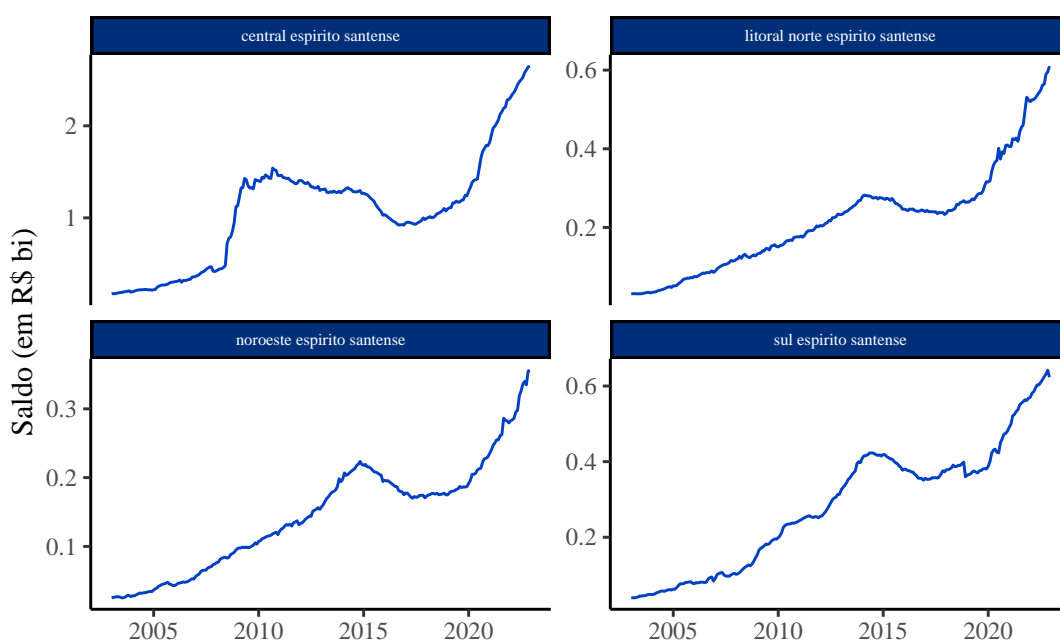 central espirito santense
litoral norte espirito santense
2
1
0.6
0.4
0.2
Saldo (em R$ bi)
noroeste espirito santense
sul espirito santense
0.3
0.2
0.1
0.6
0.4
0.2
2005 2010 2015 2020
2005 2010 2015 2020